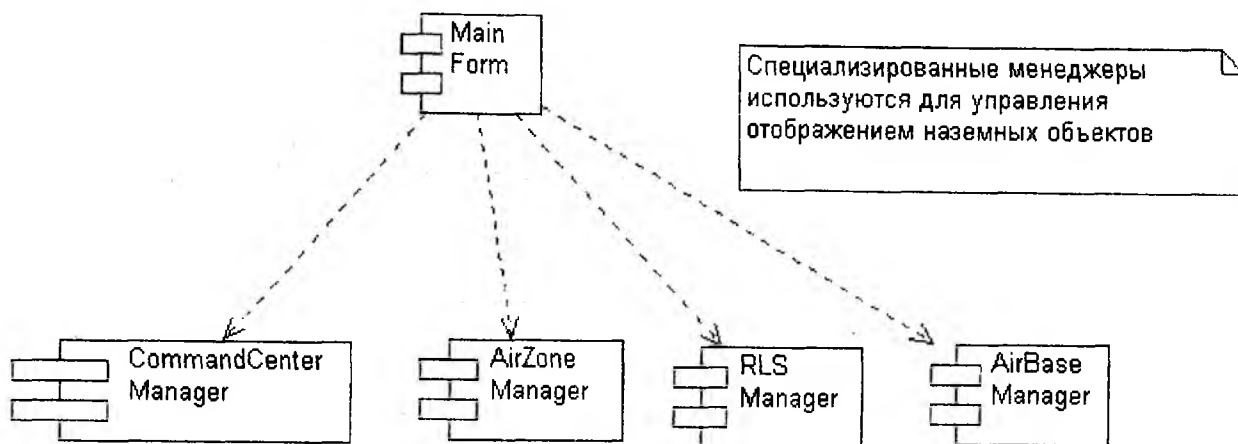 Main
Form
Специализированные менеджеры
используются для управления
отображением наземных объектов
CommandCenter
Manager
AirZone
Manager
RLS
Manager
AirBase
Manager